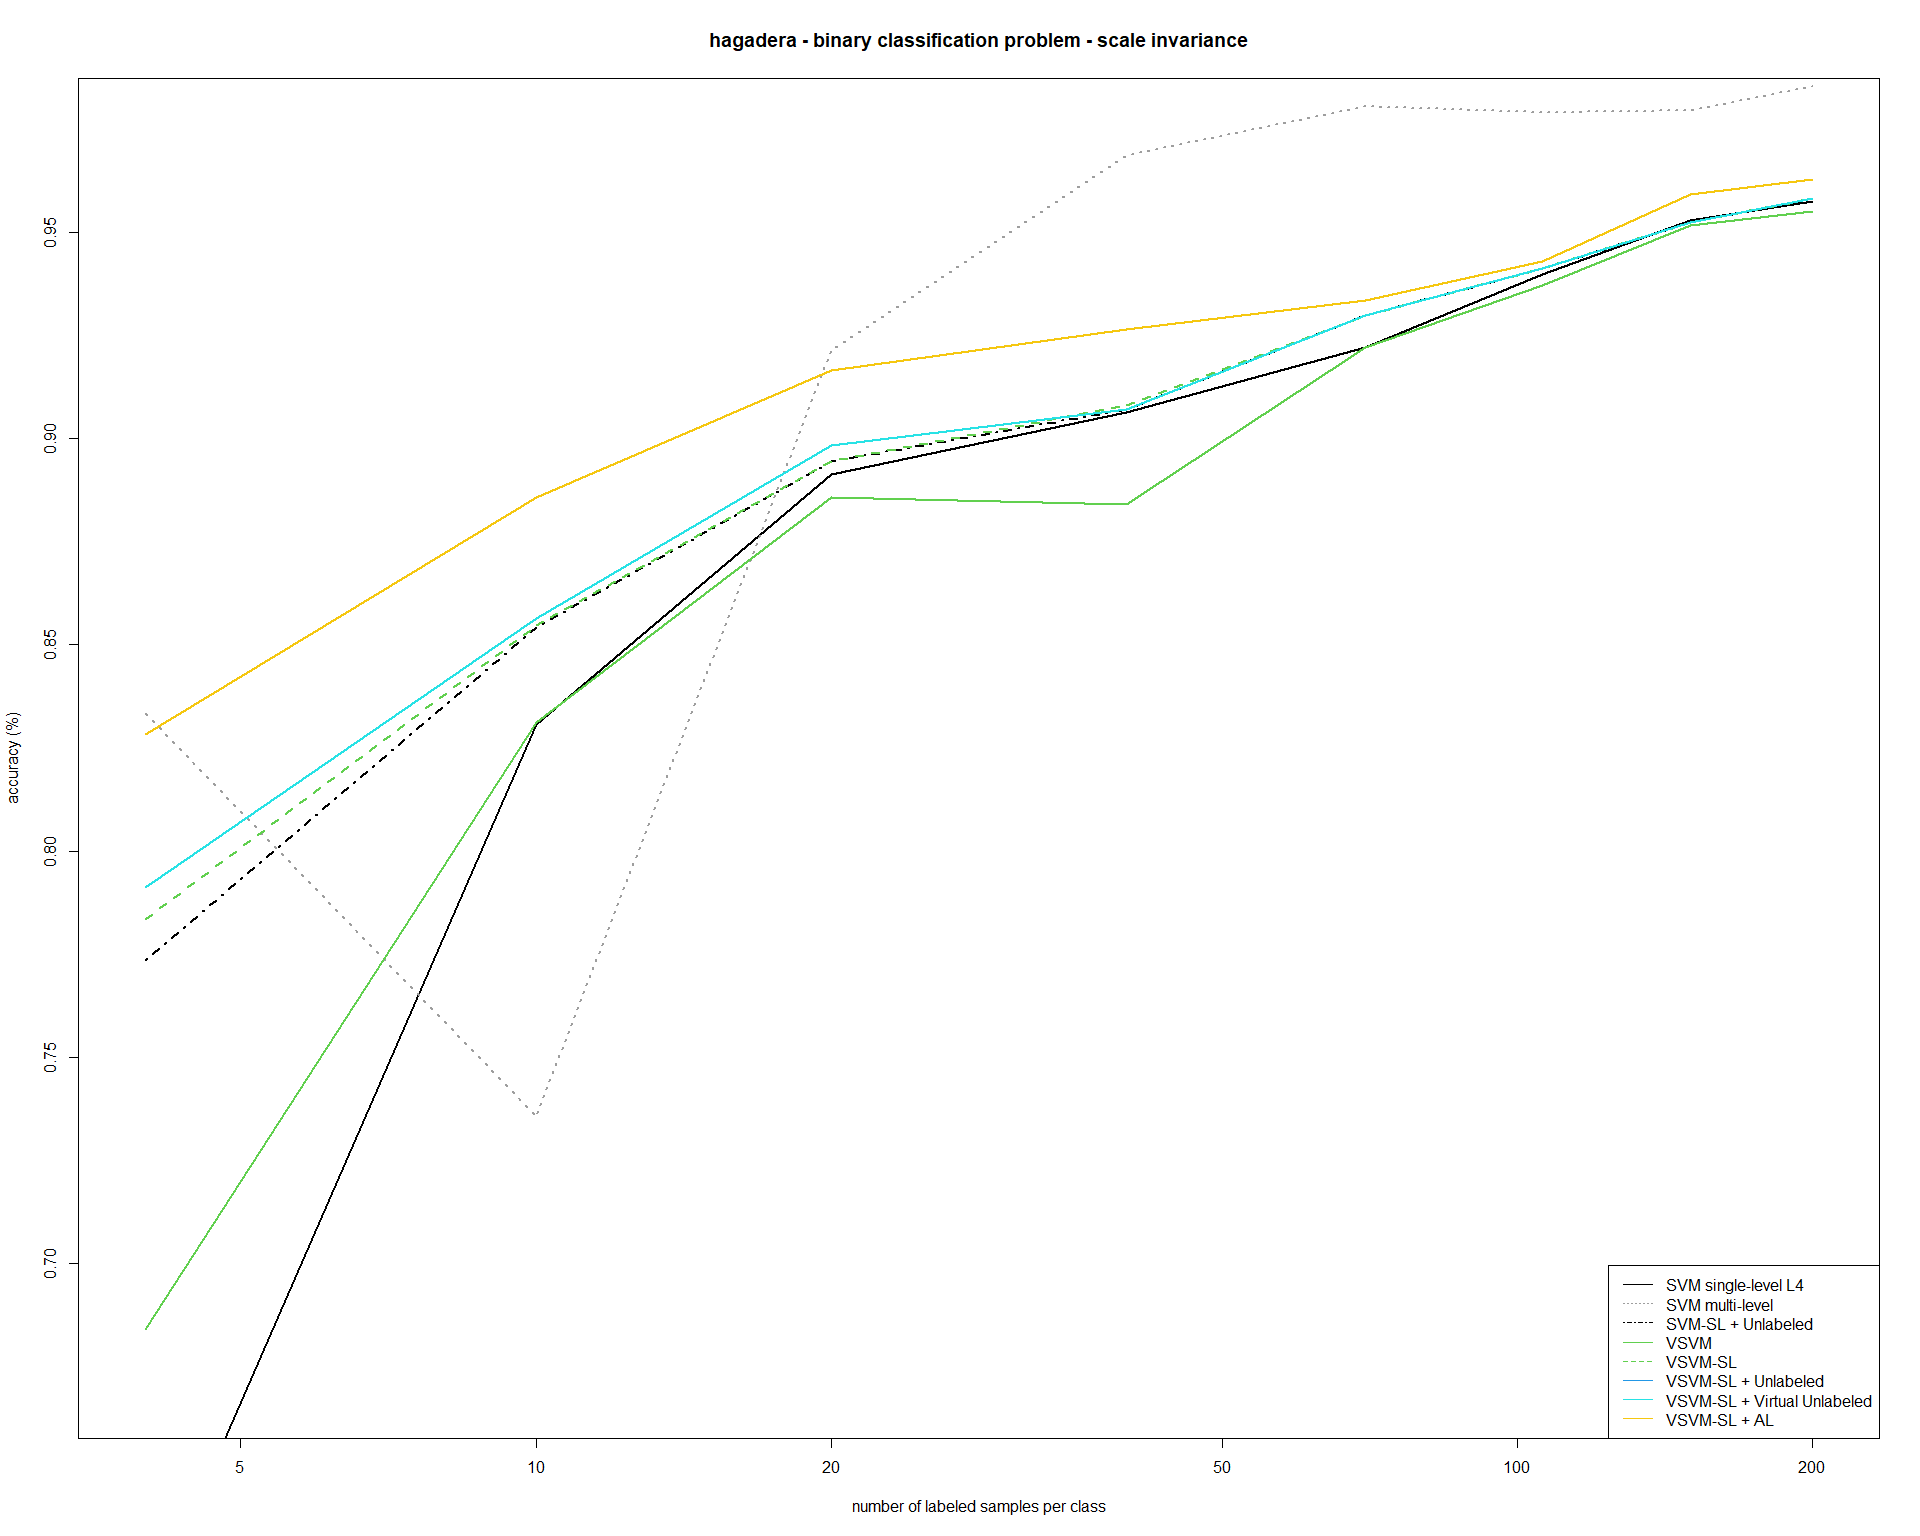 hagadera - binary classification problem - scale invariance
accuracy (%)
0.95
0.90
0.85
0.80
0.75
0.70
SVM single-level L4
SVM multi-level
SVM-SL + Unlabeled
VSVM
VSVM-SL
VSVM-SL + Unlabeled
VSVM-SL + Virtual Unlabeled
VSVM-SL + AL
5 10 20 50 100 200
number of labeled samples per class